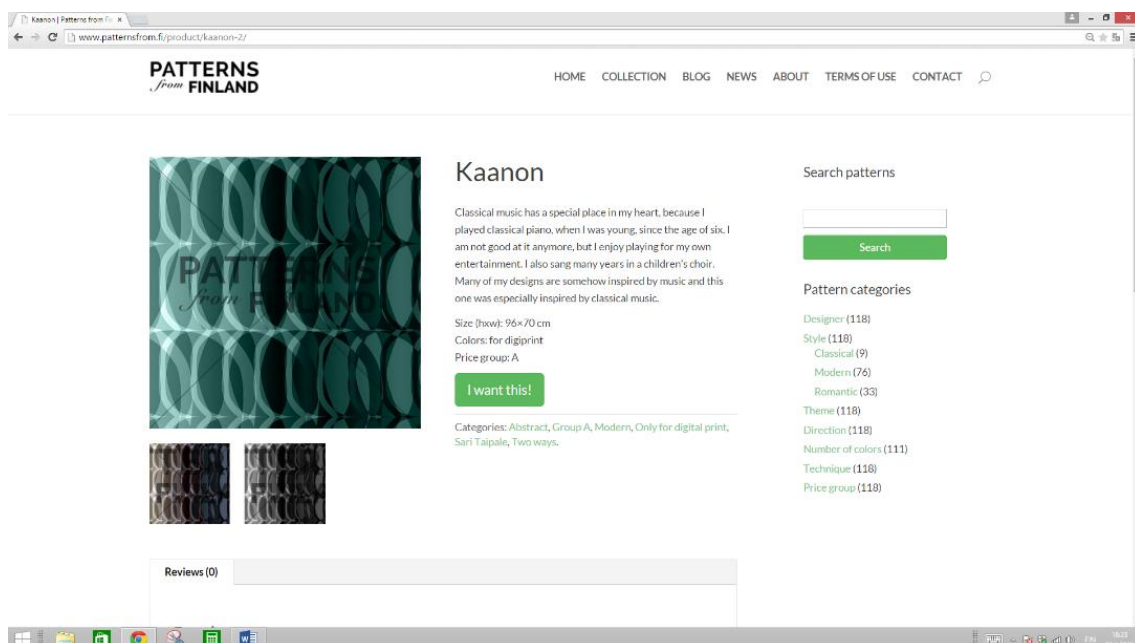 Kaanon | Patterns from Fi
www.patternsfrom.fi/product/kaanon-2/
PATTERNS
from FINLAND
HOME COLLECTION BLOG NEWS ABOUT TERMS OF USE CONTACT
PATTERNS
from FINLAND
Kaanon
Classical music has a special place in my heart, because I
played classical piano, when I was young, since the age of six. I
am not good at it anymore, but I enjoy playing for my own
entertainment. I also sang many years in a children's choir.
Many of my designs are somehow inspired by music and this
one was especially inspired by classical music.
Size (hxw): 96×70 cm
Colors: for digiprint
Price group: A
I want this!
Categories: Abstract, Group A, Modern, Only for digital print,
Sari Taipale, Two ways.
Search patterns
Search
Pattern categories
Designer (118)
Style (118)
Classical (9)
Modern (76)
Romantic (33)
Theme (118)
Direction (118)
Number of colors (111)
Technique (118)
Price group (118)
Reviews (0)
FIN